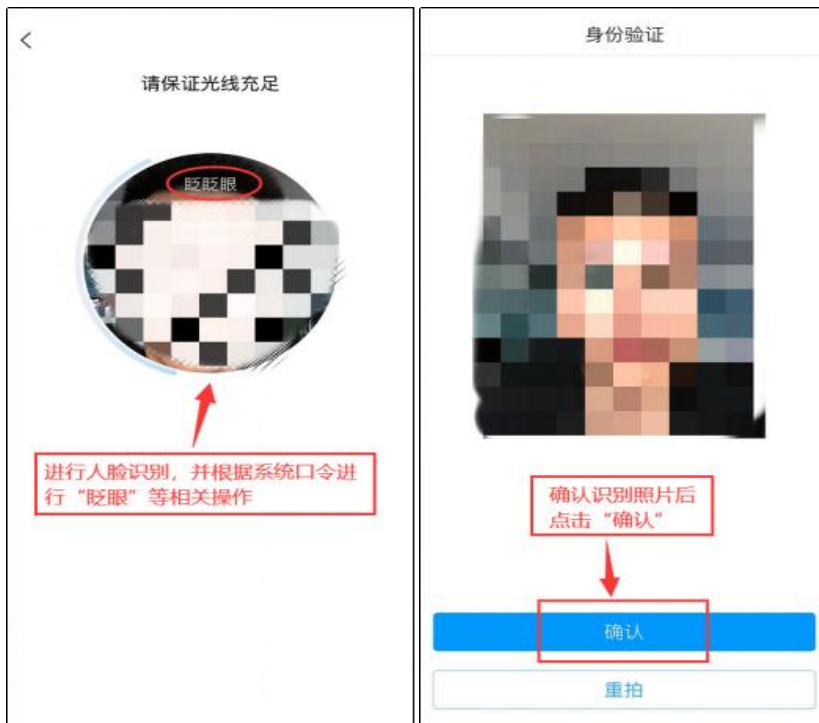 请保证光线充足
眨眨眼
进行人脸识别，并根据系统口令进
行“眨眼”等相关操作
身份验证
确认识别照片后
点击“确认”
确认
重拍